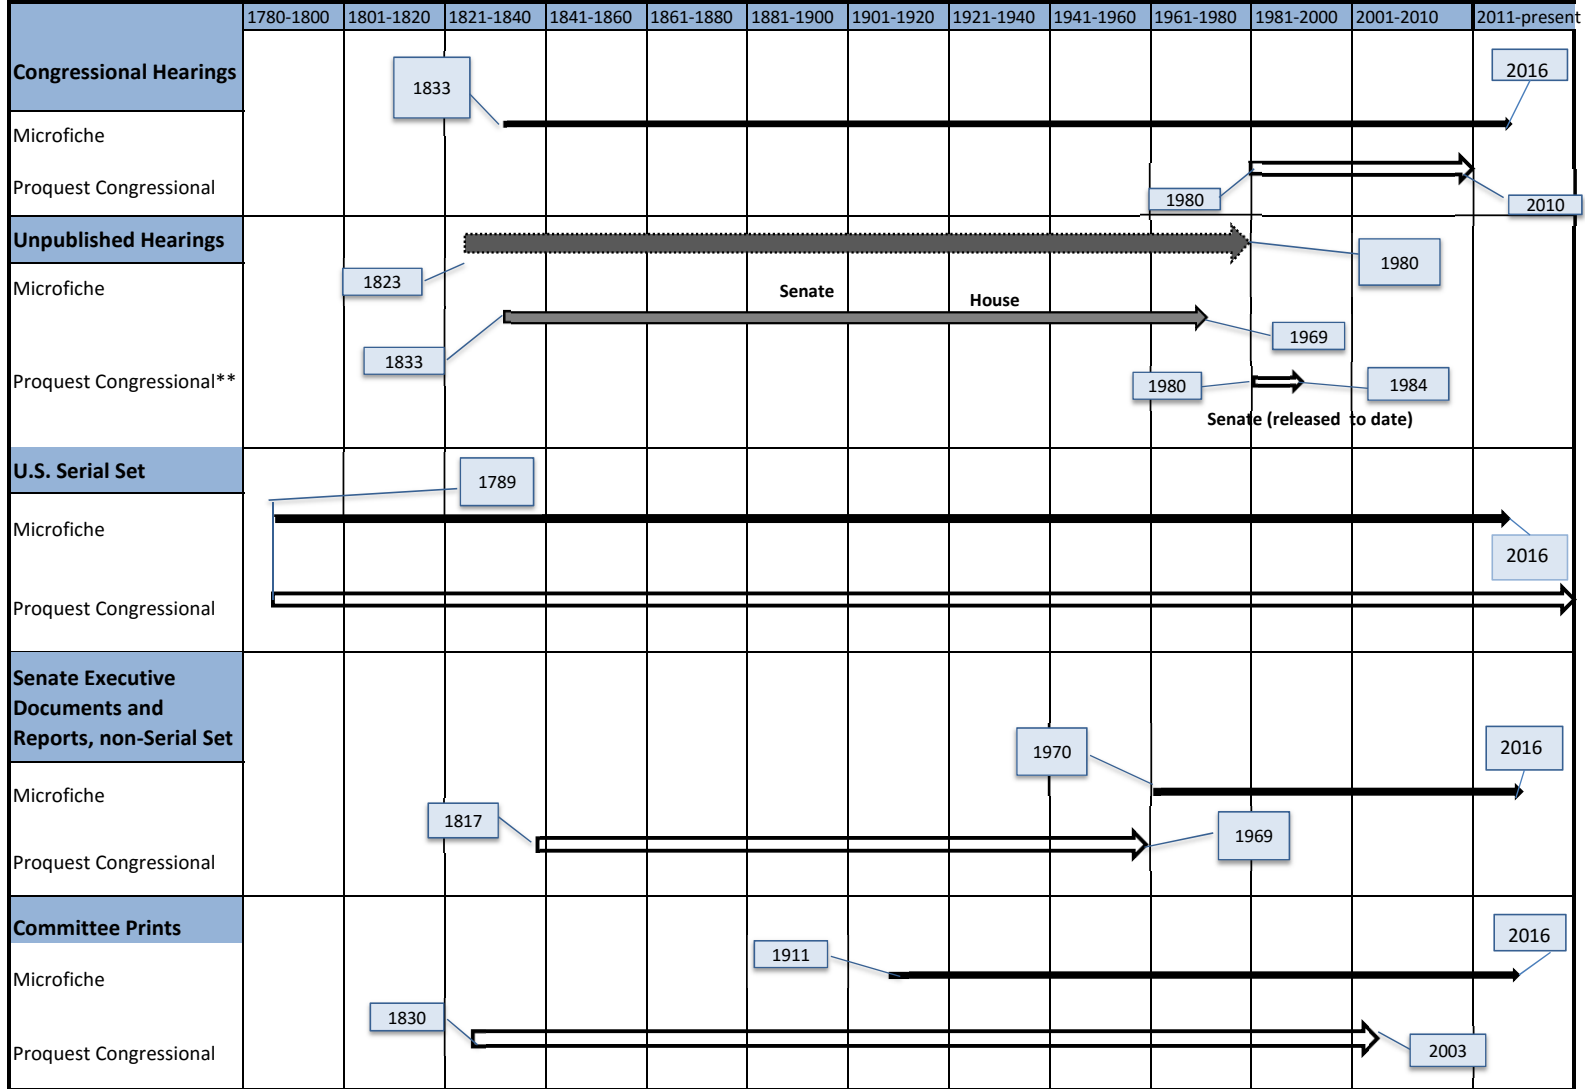 1780-1800 1801-1820 1821-1840 1841-1860 1861-1880 1881-1900 1901-1920 1921-1940 1941-1960 1961-1980 1981-2000 2001-2010 2011-present
Congressional Hearings
1833
2016
Microfiche
Proquest Congressional
1980
2010
Unpublished Hearings
1823
1980
Microfiche
Senate
House
1833
1969
Proquest Congressional**
1980
1984
Senate (released to date)
U.S. Serial Set
1789
Microfiche
2016
Proquest Congressional
Senate Executive
Documents and
Reports, non-Serial Set
1970
2016
Microfiche
1817
1969
Proquest Congressional
Committee Prints
1911
2016
Microfiche
1830
2003
Proquest Congressional